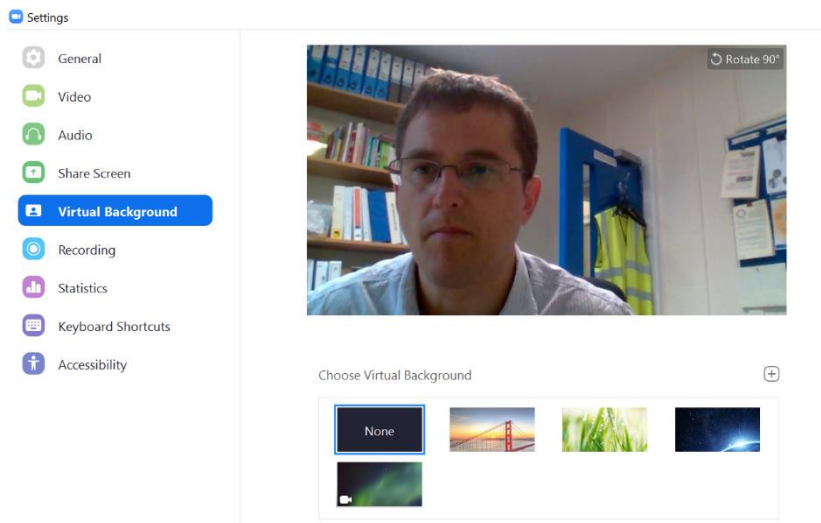 Settings
General
Video
Audio
Share Screen
Virtual Background
Recording
Statistics
Keyboard Shortcuts
Accessibility
Rotate 90°
Choose Virtual Background
None